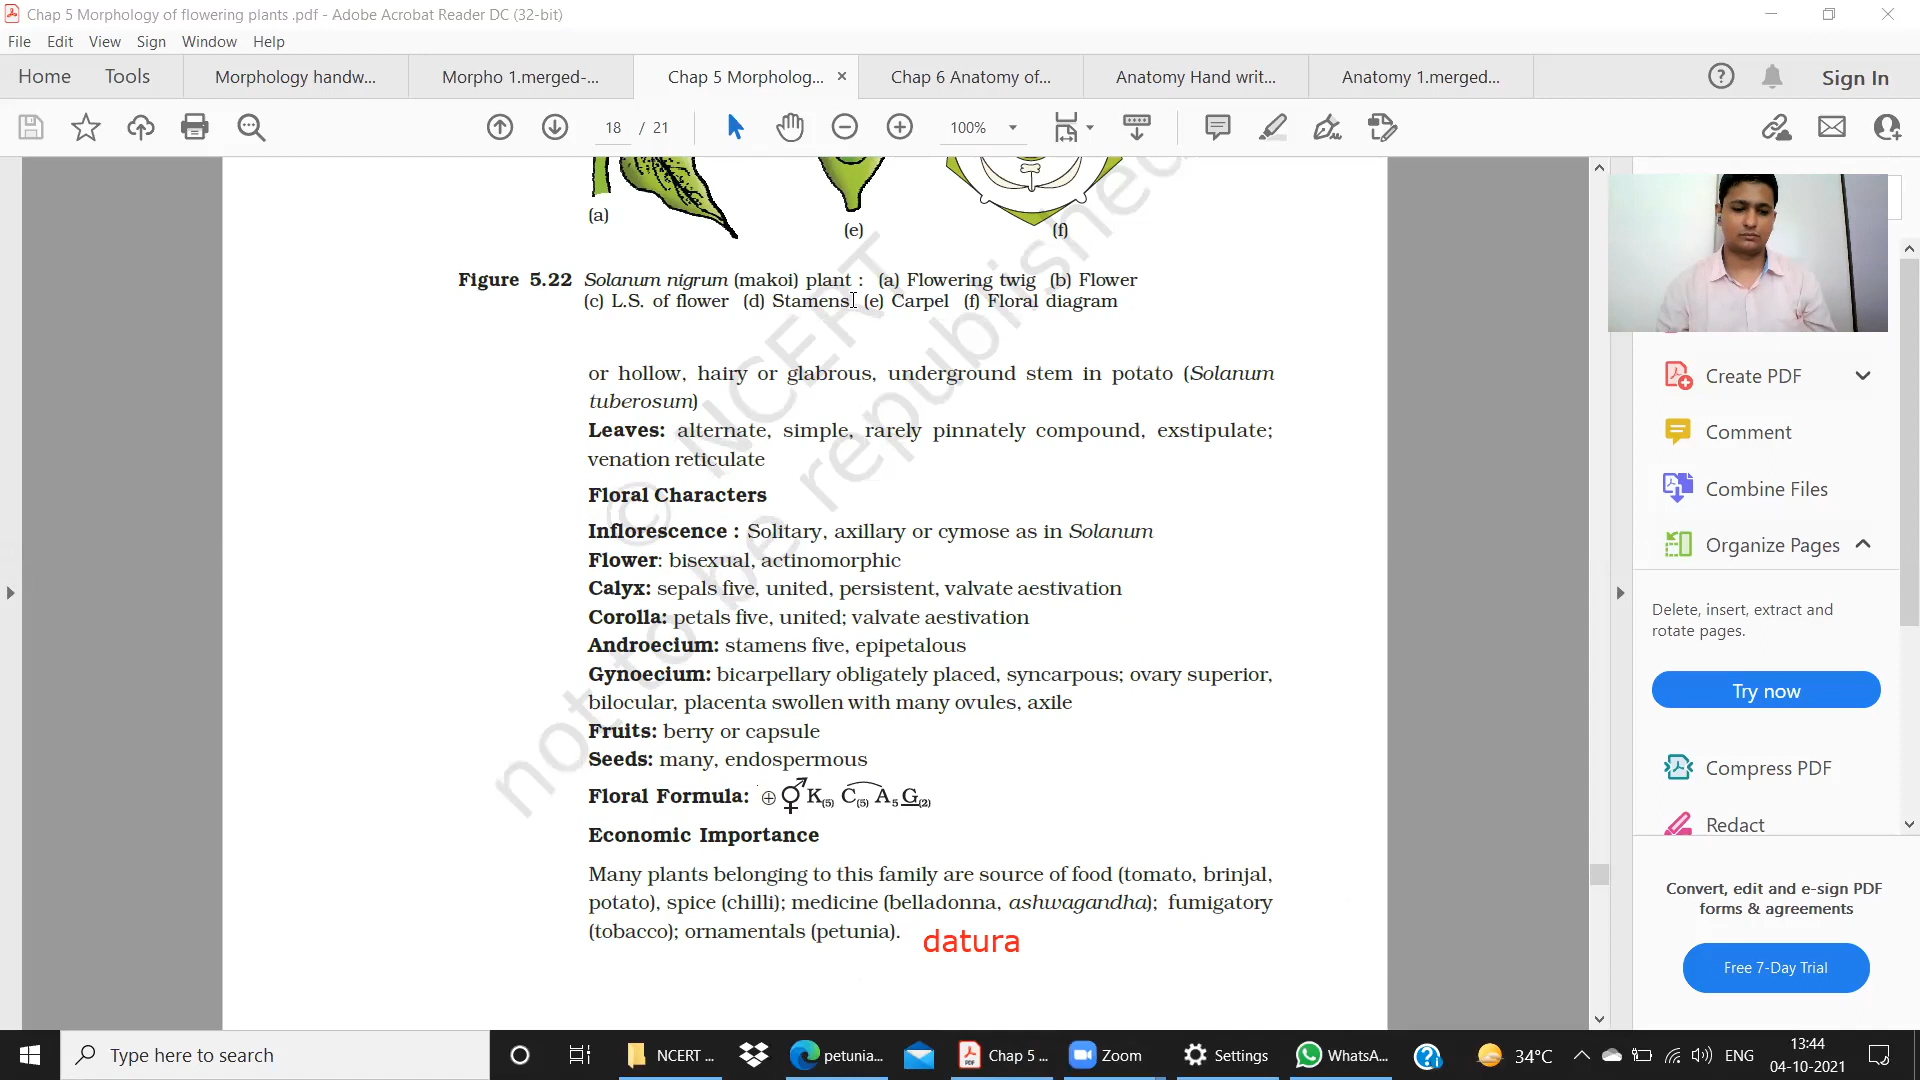 Chap 5 Morphology of flowering plants .pdf - Adobe Acrobat Reader DC (32-bit)
File Edit View Sign Window Help
Home Tools Morphology handw... Morpho 1.merged-... Chap 5 Morpholog... × Chap 6 Anatomy of... Anatomy Hand writ... Anatomy 1.merged... Sign In
18 / 21 100%
(a) (e) (f)
Figure 5.22 Solanum nigrum (makoi) plant : (a) Flowering twig (b) Flower
(c) L.S. of flower (d) Stamens (e) Carpel (f) Floral diagram
or hollow, hairy or glabrous, underground stem in potato (Solanum
tuberosum)
Leaves: alternate, simple, rarely pinnately compound, exstipulate;
venation reticulate
Floral Characters
Inflorescence : Solitary, axillary or cymose as in Solanum
Flower: bisexual, actinomorphic
Calyx: sepals five, united, persistent, valvate aestivation
Corolla: petals five, united; valvate aestivation
Androecium: stamens five, epipetalous
Gynoecium: bicarpellary obligately placed, syncarpous; ovary superior,
bilocular, placenta swollen with many ovules, axile
Fruits: berry or capsule
Seeds: many, endospermous
Floral Formula: ⊕ ⚥ K(5) C(5) A5 G(2)
Economic Importance
Many plants belonging to this family are source of food (tomato, brinjal,
potato), spice (chilli); medicine (belladonna, ashwagandha); fumigatory
(tobacco); ornamentals (petunia).
datura
© NCERT
not to be republished
Create PDF
Comment
Combine Files
Organize Pages
Delete, insert, extract and
rotate pages.
Try now
Compress PDF
Redact
Convert, edit and e-sign PDF
forms & agreements
Free 7-Day Trial
Type here to search NCERT ... petunia... Chap 5 ... Zoom Settings WhatsA... 34°C ENG 13:44
04-10-2021